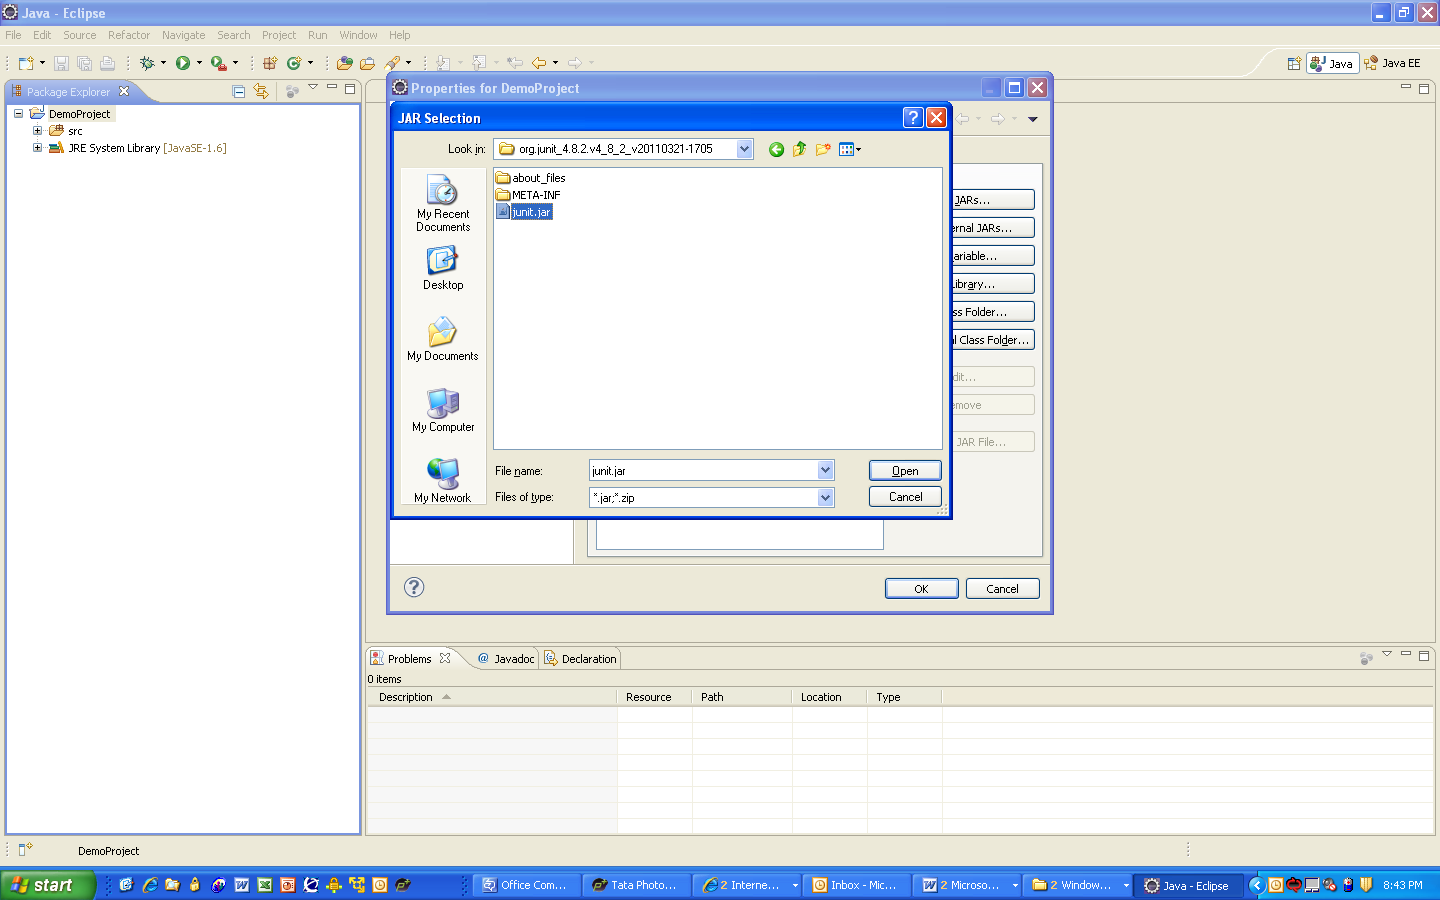 Java - Eclipse
File Edit Source Refactor Navigate Search Project Run Window Help
Java
Java EE
Package Explorer
DemoProject
src
JRE System Library [JavaSE-1.6]
Properties for DemoProject
JAR Selection
Look in:
org.junit_4.8.2.v4_8_2_v20110321-1705
about_files
META-INF
junit.jar
My Recent
Documents
Desktop
My Documents
My Computer
My Network
File name:
junit.jar
Open
Files of type:
*.jar;*.zip
Cancel
JARs...
ernal JARs...
ariable...
ibrary...
ss Folder...
l Class Folder...
dit...
emove
JAR File...
OK
Cancel
Problems
@ Javadoc
Declaration
0 items
Description Resource Path Location Type
DemoProject
start
Office Com...
Tata Photo...
2 Interne...
Inbox - Mic...
2 Microso...
2 Window...
Java - Eclipse
8:43 PM